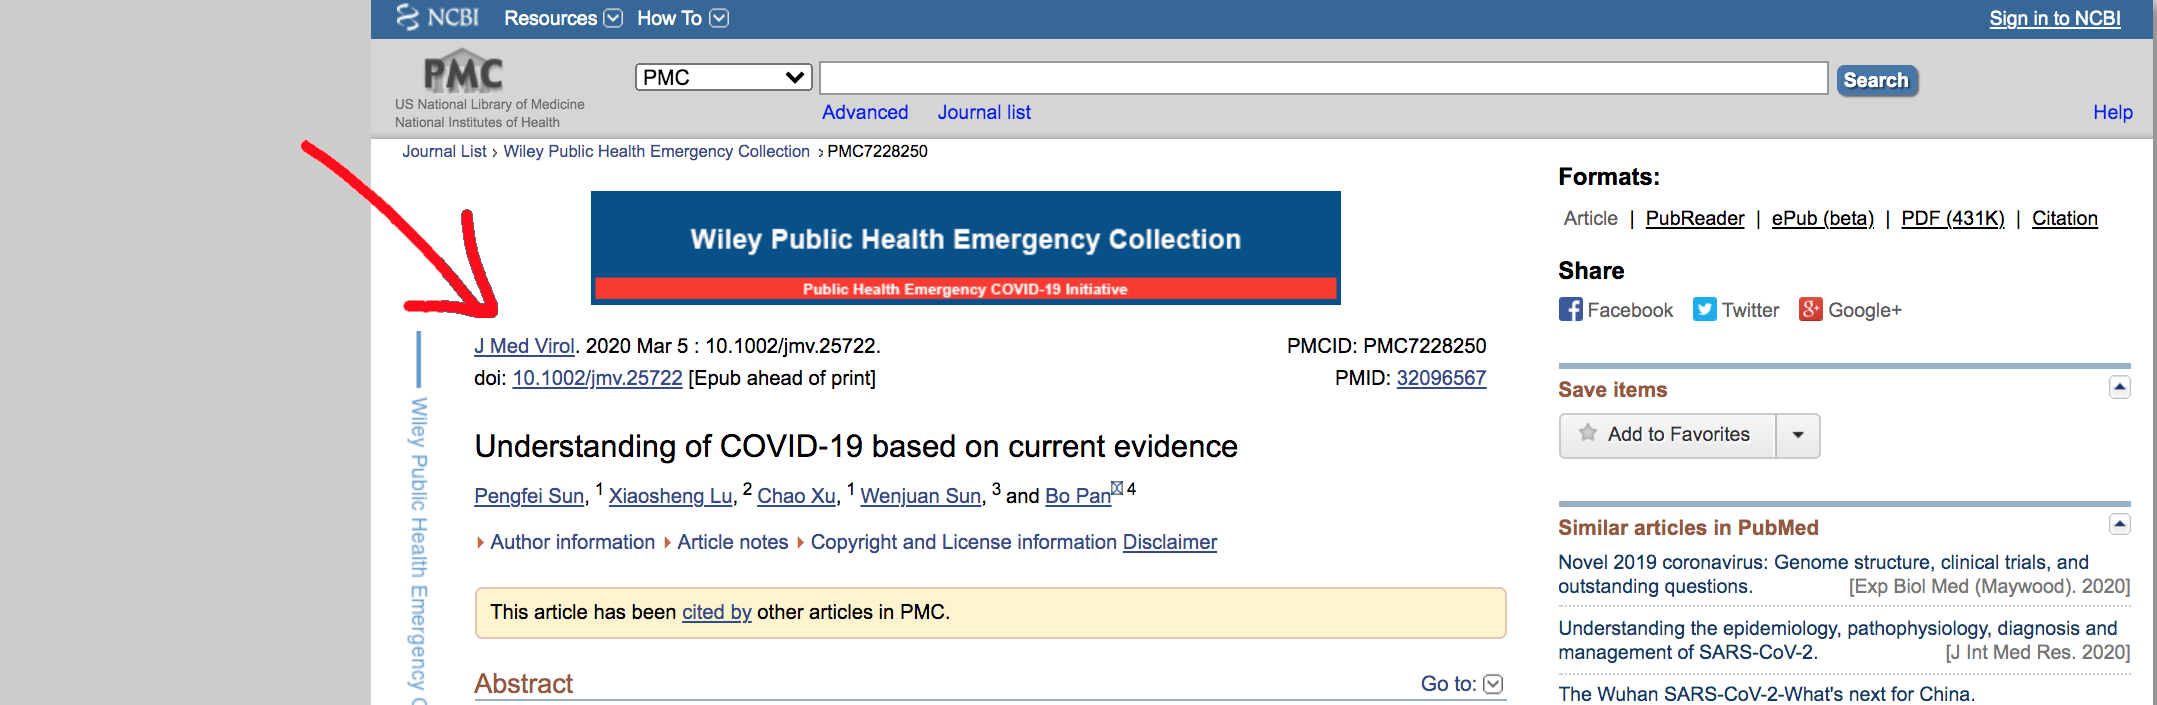 NCBI Resources How To Sign in to NCBI
PMC
US National Library of Medicine
National Institutes of Health
PMC
Search
Advanced Journal list
Help
Journal List › Wiley Public Health Emergency Collection › PMC7228250
Wiley Public Health Emergency Collection
Public Health Emergency COVID-19 Initiative
J Med Virol. 2020 Mar 5 : 10.1002/jmv.25722.
doi: 10.1002/jmv.25722 [Epub ahead of print]
PMCID: PMC7228250
PMID: 32096567
Understanding of COVID-19 based on current evidence
Pengfei Sun, 1 Xiaosheng Lu, 2 Chao Xu, 1 Wenjuan Sun, 3 and Bo Pan 4
Author information Article notes Copyright and License information Disclaimer
This article has been cited by other articles in PMC.
Abstract
Go to:
Wiley Public Health Emergency C
Formats:
Article | PubReader | ePub (beta) | PDF (431K) | Citation
Share
Facebook Twitter Google+
Save items
Add to Favorites
Similar articles in PubMed
Novel 2019 coronavirus: Genome structure, clinical trials, and
outstanding questions. [Exp Biol Med (Maywood). 2020]
Understanding the epidemiology, pathophysiology, diagnosis and
management of SARS-CoV-2. [J Int Med Res. 2020]
The Wuhan SARS-CoV-2-What's next for China.